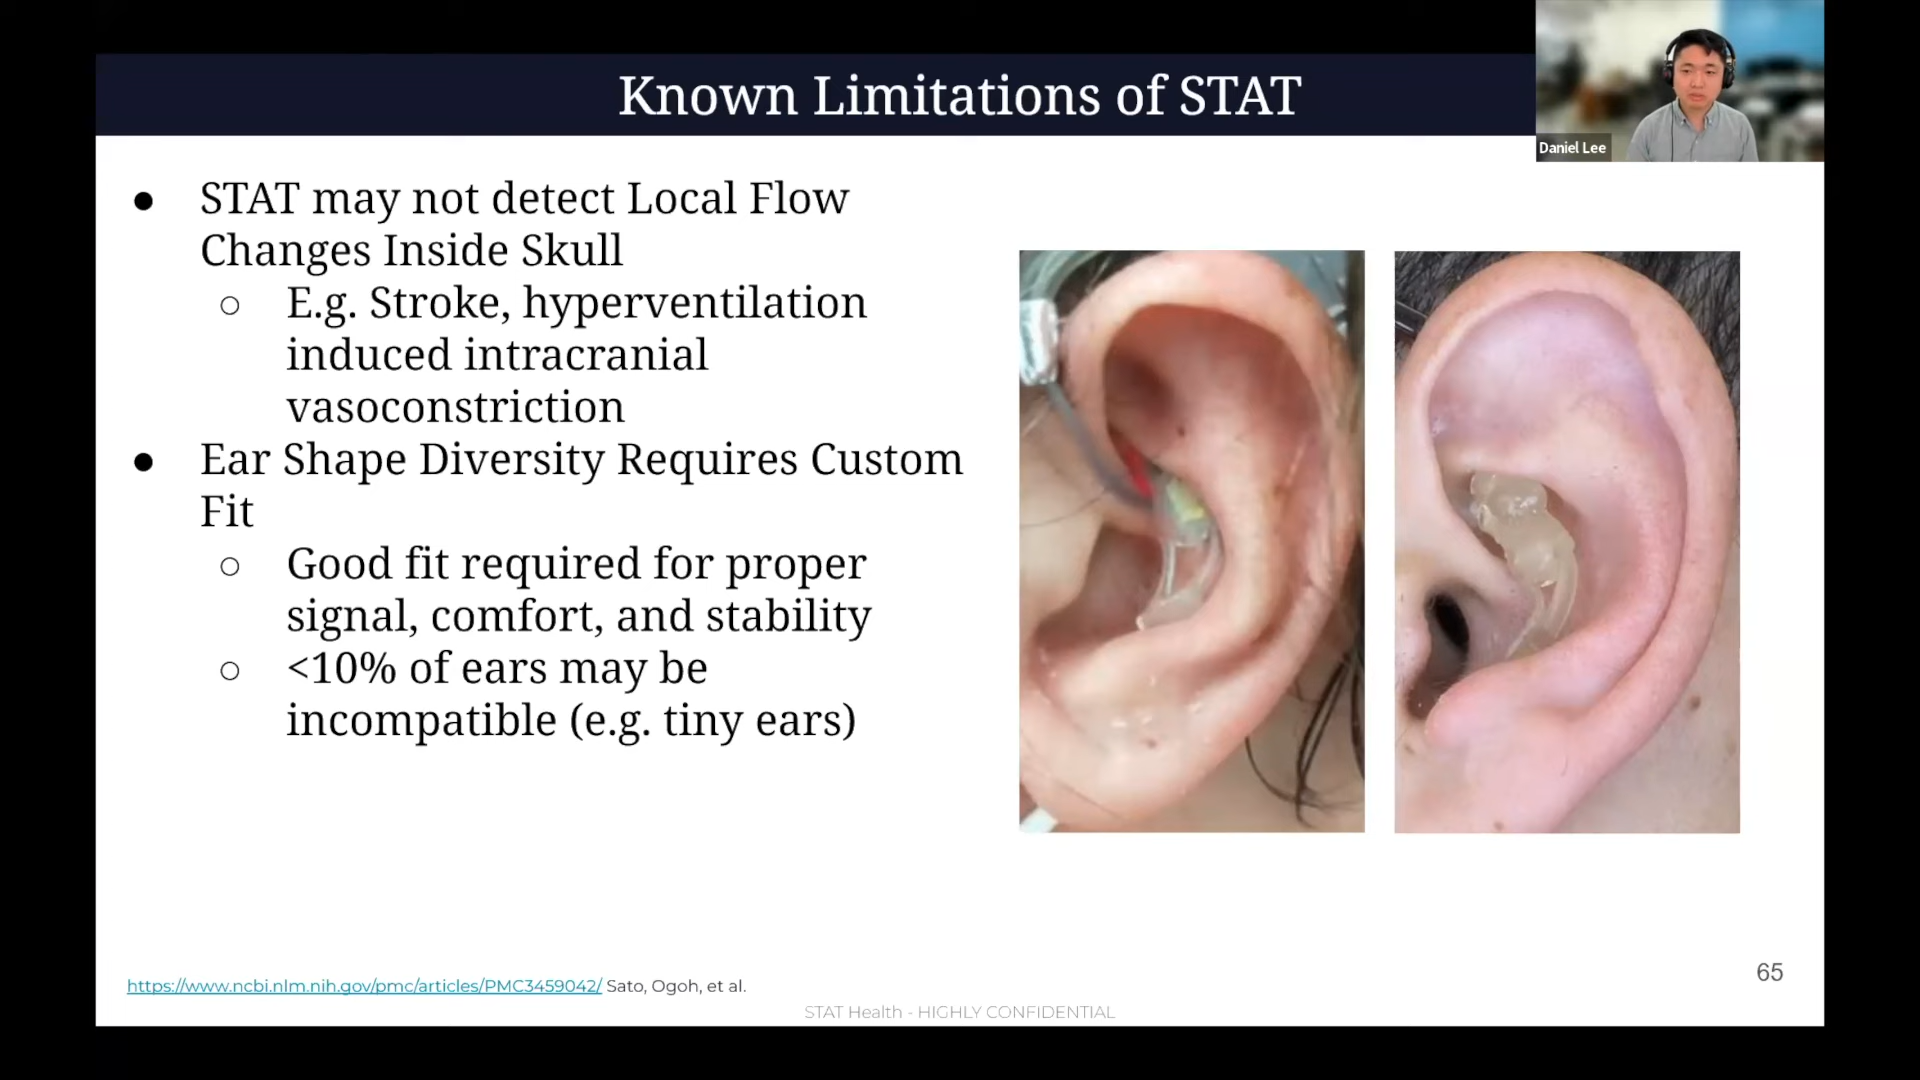 Known Limitations of STAT
Daniel Lee
● STAT may not detect Local Flow
Changes Inside Skull
○ E.g. Stroke, hyperventilation
induced intracranial
vasoconstriction
● Ear Shape Diversity Requires Custom
Fit
○ Good fit required for proper
signal, comfort, and stability
○ <10% of ears may be
incompatible (e.g. tiny ears)
65
https://www.ncbi.nlm.nih.gov/pmc/articles/PMC3459042/ Sato, Ogoh, et al.
STAT Health - HIGHLY CONFIDENTIAL